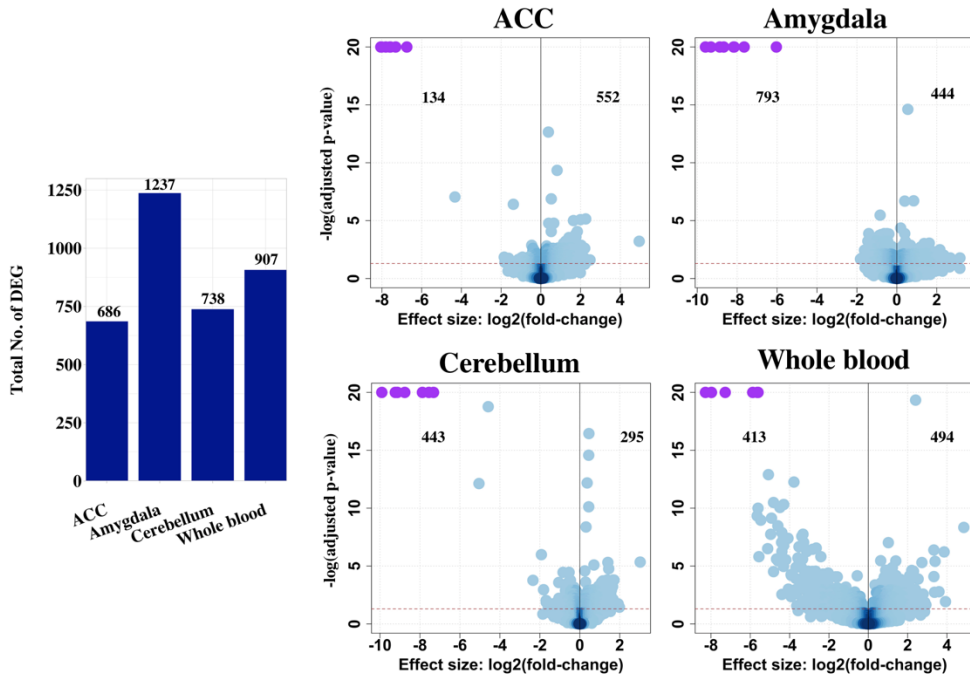 Total No. of DEG
1250
1000
750
500
250
0
686
1237
738
907
ACC
Amygdala
Cerebellum
Whole blood
ACC
-log(adjusted p-value)
20
15
10
5
0
134
552
-8 -6 -4 -2 0 2 4
Effect size: log2(fold-change)
Amygdala
20
15
10
5
0
793
444
-10 -8 -6 -4 -2 0 2
Effect size: log2(fold-change)
Cerebellum
-log(adjusted p-value)
20
15
10
5
0
443
295
-10 -8 -6 -4 -2 0 2
Effect size: log2(fold-change)
Whole blood
20
15
10
5
0
413
494
-8 -6 -4 -2 0 2 4
Effect size: log2(fold-change)